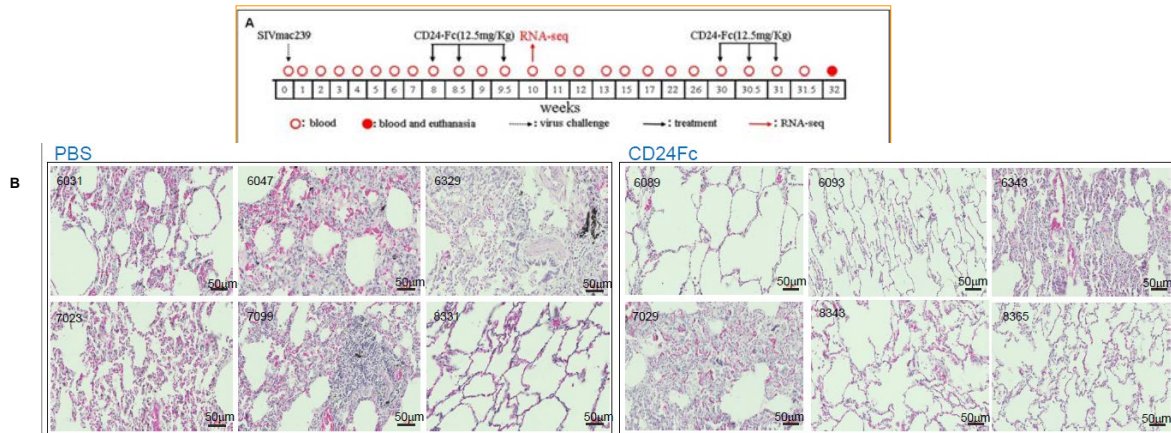 A
SIVmac239
CD24-Fc(12.5mg/Kg)
RNA-seq
CD24-Fc(12.5mg/Kg)
0 1 2 3 4 5 6 7 8 8.5 9 9.5 10 11 12 13 15 17 22 26 30 30.5 31 31.5 32
weeks
: blood
: blood and euthanasia
: virus challenge
: treatment
: RNA-seq
PBS
CD24Fc
B
6031
50μm
6047
50μm
6329
50μm
6089
50μm
6093
50μm
6343
50μm
7023
50μm
7099
50μm
8331
50μm
7029
50μm
8343
50μm
8365
50μm